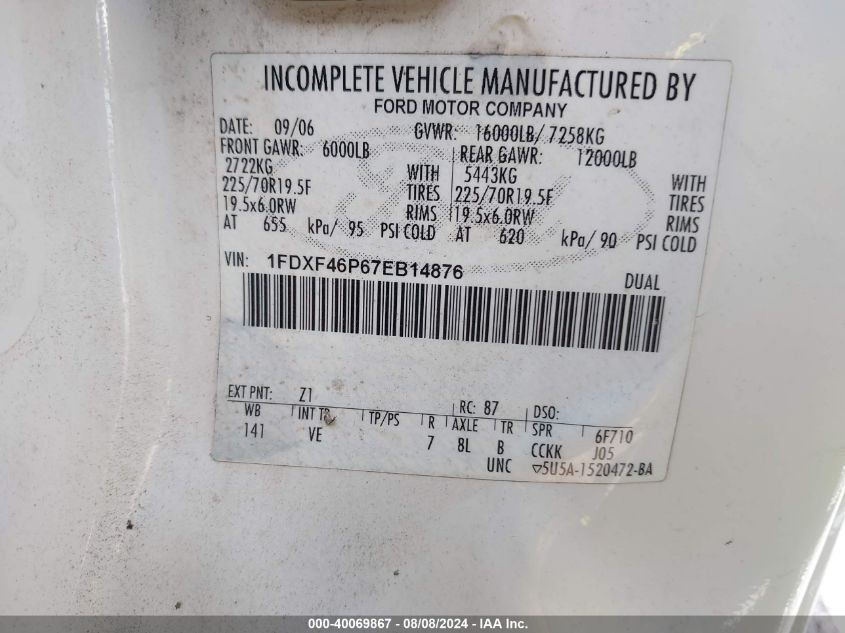 INCOMPLETE VEHICLE MANUFACTURED BY
FORD MOTOR COMPANY
DATE: 09/06 GVWR: 16000LB/ 7258KG
FRONT GAWR: 6000LB REAR GAWR: 12000LB
2722KG WITH 5443KG WITH
225/70R19.5F TIRES 225/70R19.5F TIRES
19.5x6.0RW RIMS 19.5x6.0RW RIMS
AT 655 kPa/ 95 PSI COLD AT 620 kPa/ 90 PSI COLD
VIN: 1FDXF46P67EB14876
DUAL
EXT PNT: Z1 RC: 87 DSO:
WB INT TR TP/PS R AXLE TR SPR 6F710
141 VE 7 8L B CCKK J05
UNC 5U5A-1520472-BA
000-40069867 - 08/08/2024 - IAA Inc.